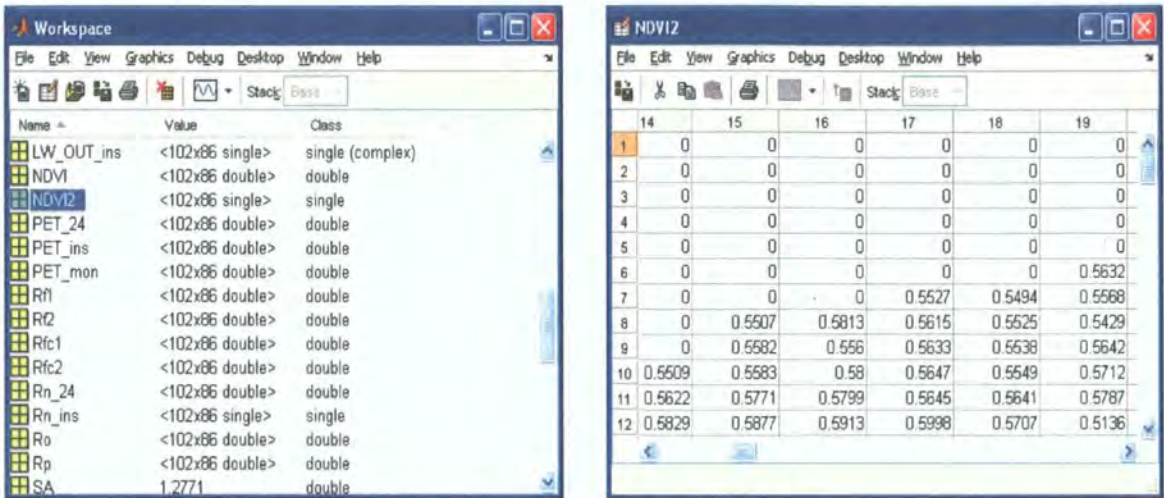 Workspace
File Edit View Graphics Debug Desktop Window Help
Stack: Base
Name Value Class
LW_OUT_ins <102x86 single> single (complex)
NDVI <102x86 double> double
NDVI2 <102x86 single> single
PET_24 <102x86 double> double
PET_ins <102x86 double> double
PET_mon <102x86 double> double
Rf1 <102x86 double> double
Rf2 <102x86 double> double
Rfc1 <102x86 double> double
Rfc2 <102x86 double> double
Rn_24 <102x86 double> double
Rn_ins <102x86 single> single
Ro <102x86 double> double
Rp <102x86 double> double
SA 1.2771 double
NDVI2
File Edit View Graphics Debug Desktop Window Help
Stack: Base
14 15 16 17 18 19
1 0 0 0 0 0 0
2 0 0 0 0 0 0
3 0 0 0 0 0 0
4 0 0 0 0 0 0
5 0 0 0 0 0 0
6 0 0 0 0 0 0.5632
7 0 0 0 0.5527 0.5494 0.5568
8 0 0.5507 0.5813 0.5615 0.5525 0.5429
9 0 0.5582 0.556 0.5633 0.5538 0.5642
10 0.5509 0.5583 0.58 0.5647 0.5549 0.5712
11 0.5622 0.5771 0.5799 0.5645 0.5641 0.5787
12 0.5829 0.5877 0.5913 0.5998 0.5707 0.5136